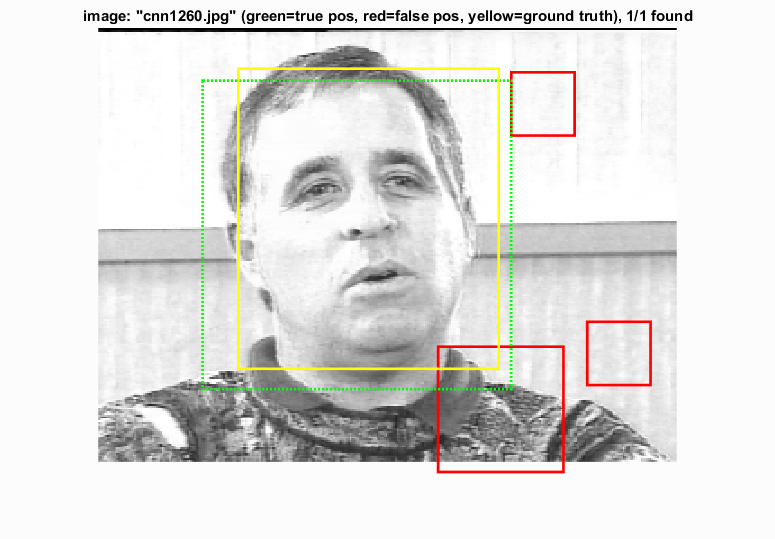 image: "cnn1260.jpg" (green=true pos, red=false pos, yellow=ground truth), 1/1 found